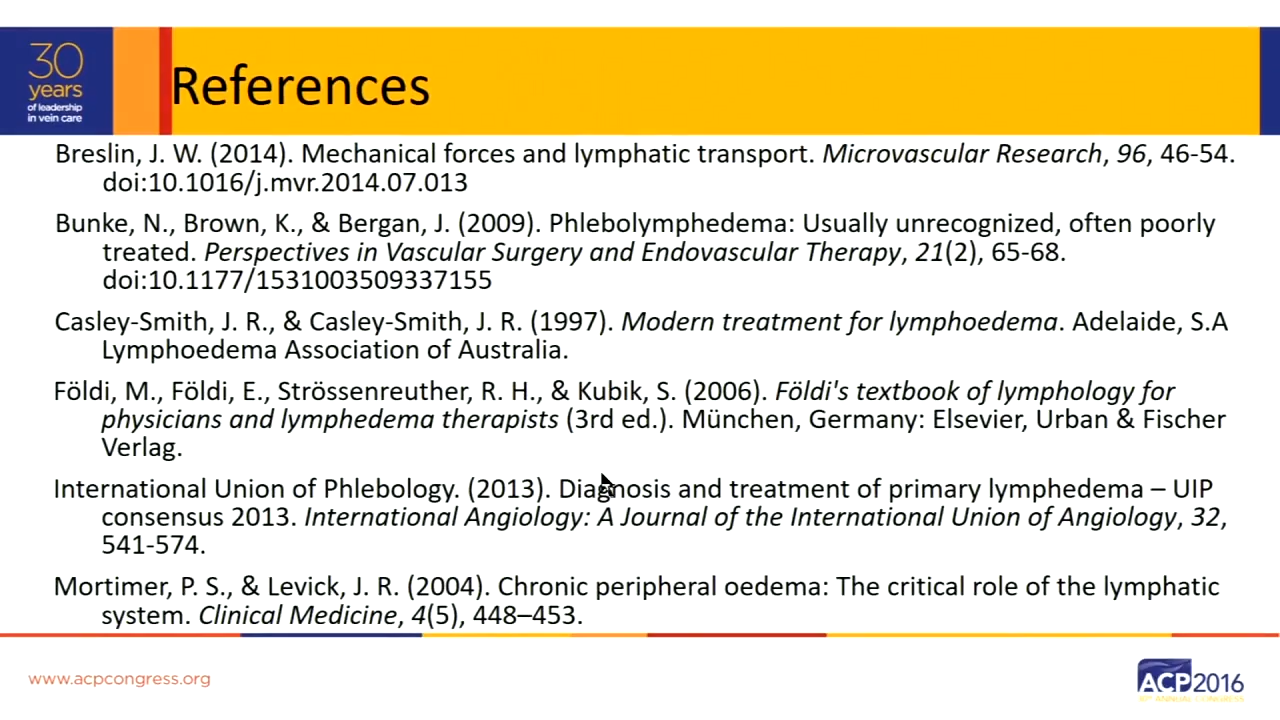 30
years
of leadership
in vein care
References
Breslin, J. W. (2014). Mechanical forces and lymphatic transport. Microvascular Research, 96, 46-54.
doi:10.1016/j.mvr.2014.07.013
Bunke, N., Brown, K., & Bergan, J. (2009). Phlebolymphedema: Usually unrecognized, often poorly
treated. Perspectives in Vascular Surgery and Endovascular Therapy, 21(2), 65-68.
doi:10.1177/1531003509337155
Casley-Smith, J. R., & Casley-Smith, J. R. (1997). Modern treatment for lymphoedema. Adelaide, S.A
Lymphoedema Association of Australia.
Földi, M., Földi, E., Strössenreuther, R. H., & Kubik, S. (2006). Földi's textbook of lymphology for
physicians and lymphedema therapists (3rd ed.). München, Germany: Elsevier, Urban & Fischer
Verlag.
International Union of Phlebology. (2013). Diagnosis and treatment of primary lymphedema – UIP
consensus 2013. International Angiology: A Journal of the International Union of Angiology, 32,
541-574.
Mortimer, P. S., & Levick, J. R. (2004). Chronic peripheral oedema: The critical role of the lymphatic
system. Clinical Medicine, 4(5), 448–453.
www.acpcongress.org
ACP2016
ANNUAL CONGRESS